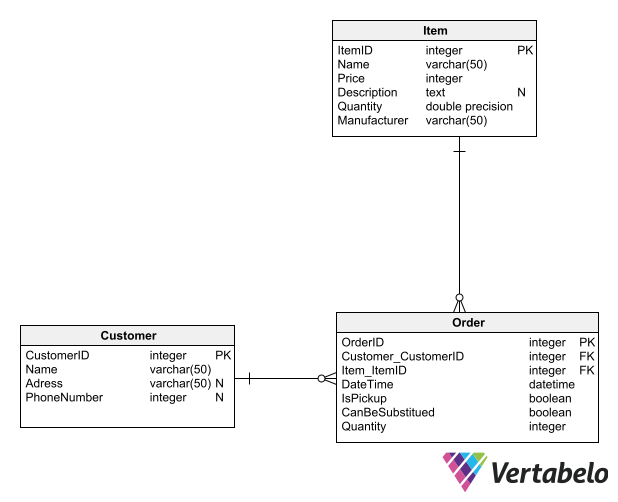 Item
ItemID integer PK
Name varchar(50)
Price integer
Description text N
Quantity double precision
Manufacturer varchar(50)
Customer
CustomerID integer PK
Name varchar(50)
Adress varchar(50) N
PhoneNumber integer N
Order
OrderID integer PK
Customer_CustomerID integer FK
Item_ItemID integer FK
DateTime datetime
IsPickup boolean
CanBeSubstitued boolean
Quantity integer
Vertabelo